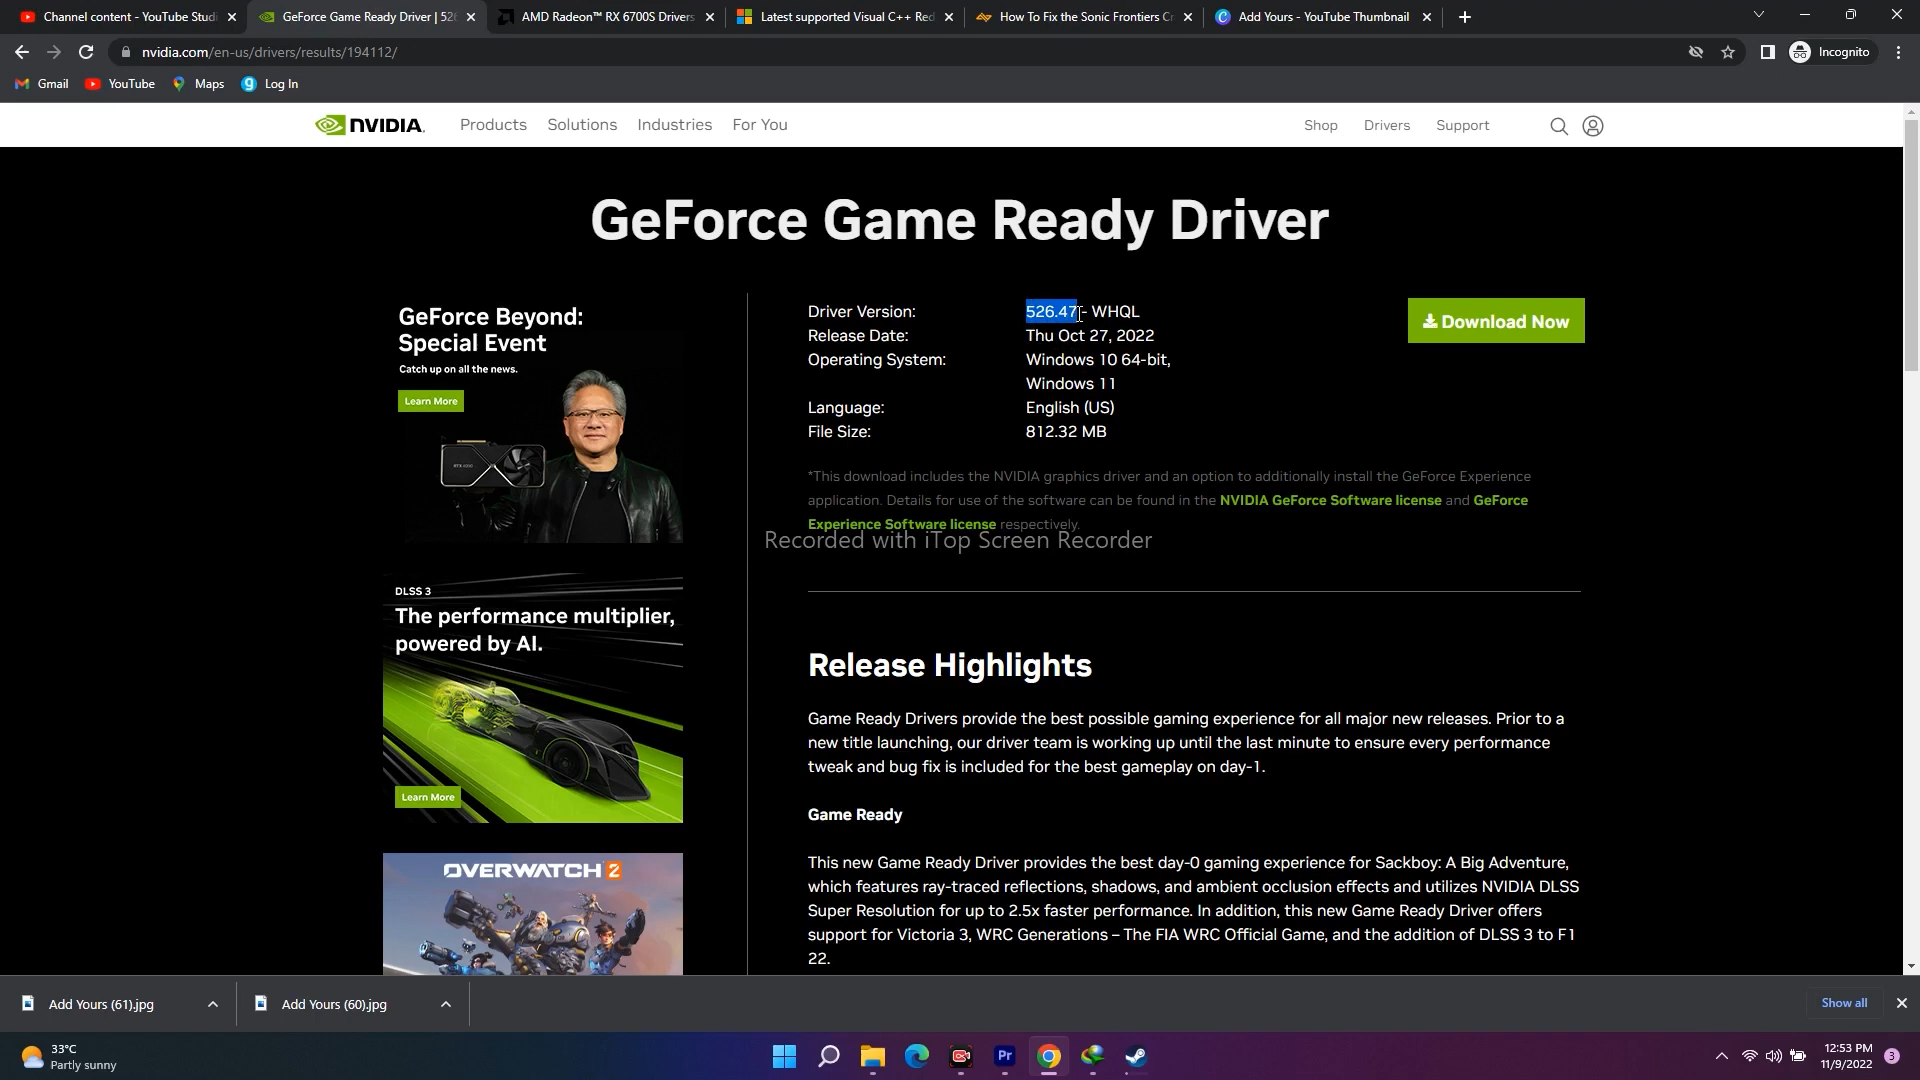 Channel content - YouTube Studi
GeForce Game Ready Driver | 526
AMD Radeon™ RX 6700S Drivers
Latest supported Visual C++ Red
How To Fix the Sonic Frontiers Cr
Add Yours - YouTube Thumbnail
nvidia.com/en-us/drivers/results/194112/
Incognito
Gmail
YouTube
Maps
Log In
NVIDIA.
Products
Solutions
Industries
For You
Shop
Drivers
Support
GeForce Game Ready Driver
GeForce Beyond:
Special Event
Catch up on all the news.
Learn More
DLSS 3
The performance multiplier,
powered by AI.
Learn More
OVERWATCH 2
Driver Version: 526.47 - WHQL
Release Date: Thu Oct 27, 2022
Operating System: Windows 10 64-bit,
Windows 11
Language: English (US)
File Size: 812.32 MB
Download Now
*This download includes the NVIDIA graphics driver and an option to additionally install the GeForce Experience
application. Details for use of the software can be found in the NVIDIA GeForce Software license and GeForce
Experience Software license respectively.
Recorded with iTop Screen Recorder
Release Highlights
Game Ready Drivers provide the best possible gaming experience for all major new releases. Prior to a
new title launching, our driver team is working up until the last minute to ensure every performance
tweak and bug fix is included for the best gameplay on day-1.
Game Ready
This new Game Ready Driver provides the best day-0 gaming experience for Sackboy: A Big Adventure,
which features ray-traced reflections, shadows, and ambient occlusion effects and utilizes NVIDIA DLSS
Super Resolution for up to 2.5x faster performance. In addition, this new Game Ready Driver offers
support for Victoria 3, WRC Generations – The FIA WRC Official Game, and the addition of DLSS 3 to F1
22.
Add Yours (61).jpg
Add Yours (60).jpg
Show all
33°C
Partly sunny
Pr
12:53 PM
11/9/2022
3